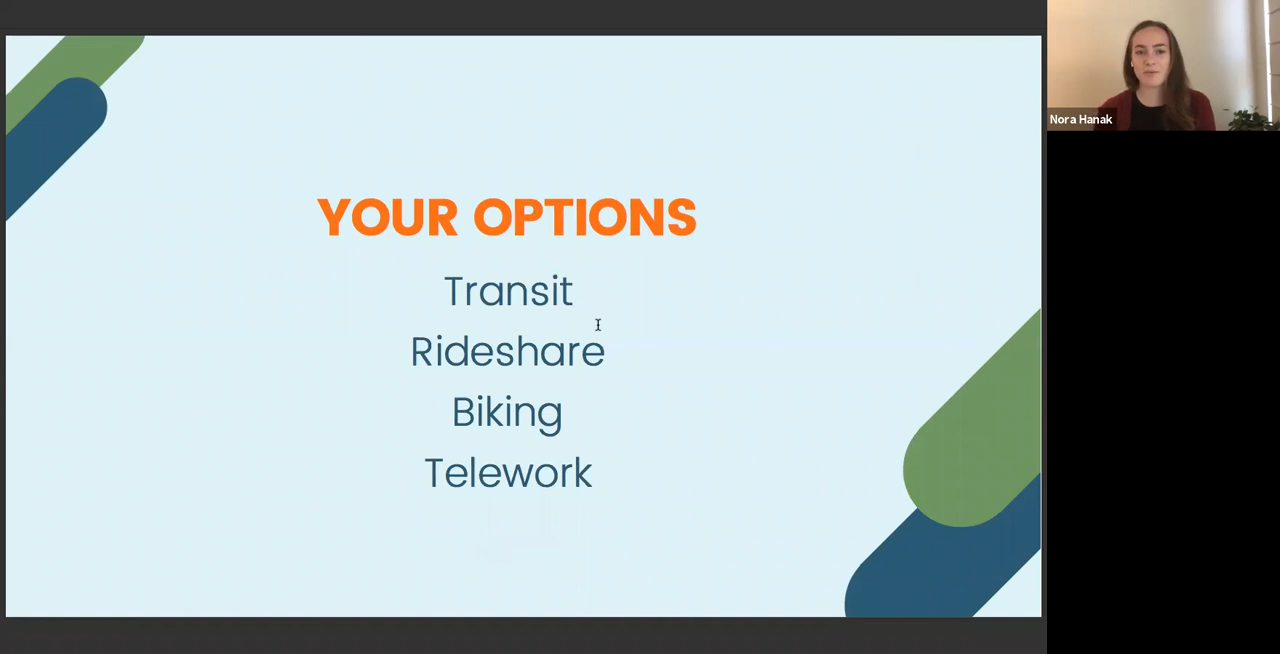 YOUR OPTIONS
Transit
Rideshare
Biking
Telework
Nora Hanak